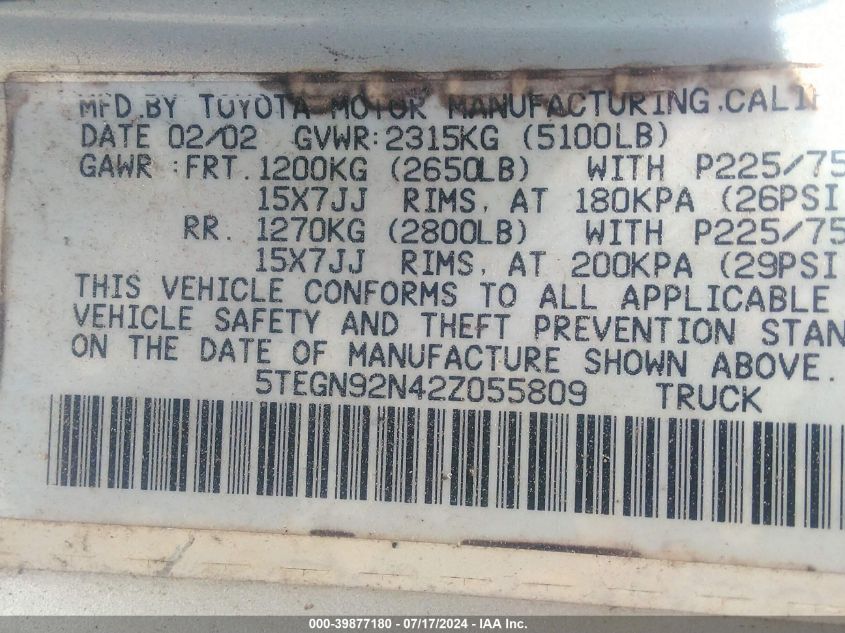 MFD.BY TOYOTA MOTOR MANUFACTURING.CALIF
DATE 02/02 GVWR:2315KG (5100LB)
GAWR :FRT. 1200KG (2650LB) WITH P225/75
15X7JJ RIMS, AT 180KPA (26PSI
RR. 1270KG (2800LB) WITH P225/75
15X7JJ RIMS, AT 200KPA (29PSI
THIS VEHICLE CONFORMS TO ALL APPLICABLE
VEHICLE SAFETY AND THEFT PREVENTION STAN
ON THE DATE OF MANUFACTURE SHOWN ABOVE.
5TEGN92N42Z055809 TRUCK
000-39877180 - 07/17/2024 - IAA Inc.